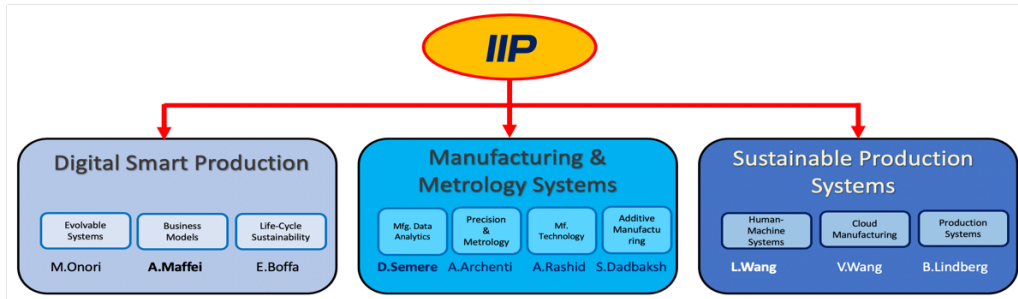 IIP
Digital Smart Production
Evolvable
Systems
Business
Models
Life-Cycle
Sustainability
M.Onori
A.Maffei
E.Boffa
Manufacturing &
Metrology Systems
Mfg. Data
Analytics
Precision
&
Metrology
Mf.
Technology
Additive
Manufactu
ring
D.Semere
A.Archenti
A.Rashid
S.Dadbaksh
Sustainable Production
Systems
Human-
Machine
Systems
Cloud
Manufacturing
Production
Systems
L.Wang
V.Wang
B.Lindberg